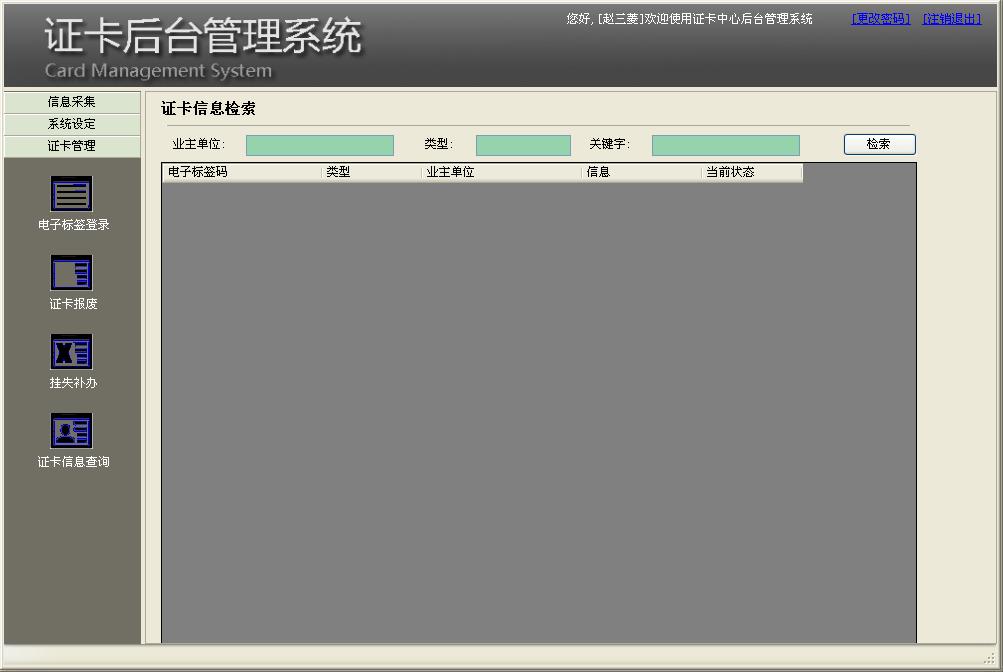 证卡后台管理系统
Card Management System
您好, [赵三菱]欢迎使用证卡中心后台管理系统 [更改密码] [注销退出]
信息采集
系统设定
证卡管理
电子标签登录
证卡报废
挂失补办
证卡信息查询
证卡信息检索
业主单位: 类型: 关键字: 检索
电子标签码 类型 业主单位 信息 当前状态